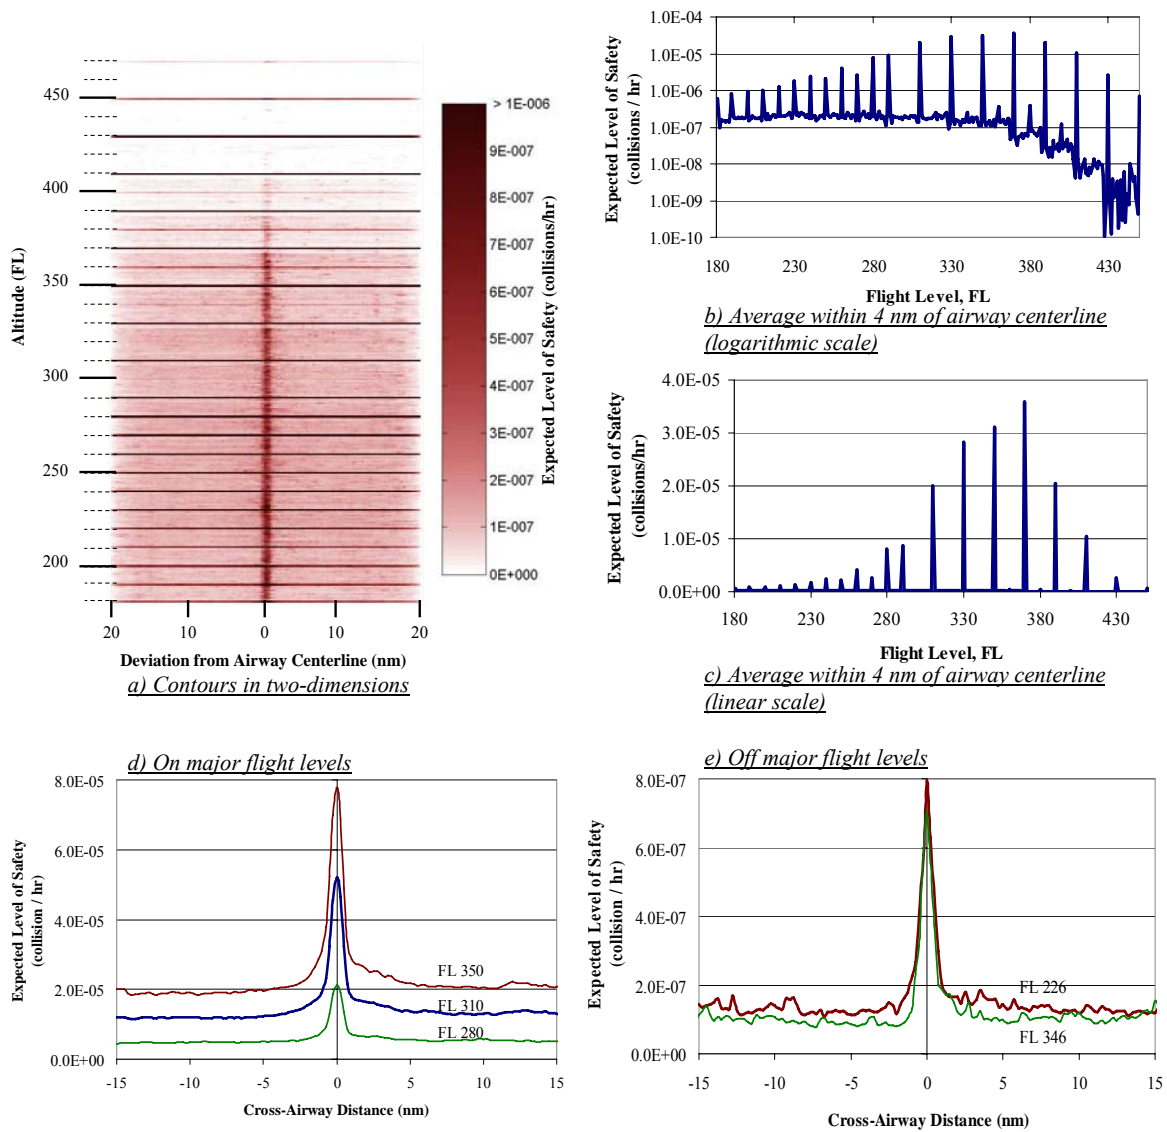 450
400
350
300
250
200
Altitude (FL)
20
10
0
10
20
Deviation from Airway Centerline (nm)
> 1E-006
9E-007
8E-007
7E-007
6E-007
5E-007
4E-007
3E-007
2E-007
1E-007
0E+000
Expected Level of Safety (collisions/hr)
a) Contours in two-dimensions
1.0E-04
1.0E-05
1.0E-06
1.0E-07
1.0E-08
1.0E-09
1.0E-10
Expected Level of Safety
(collisions / hr)
180
230
280
330
380
430
Flight Level, FL
b) Average within 4 nm of airway centerline
(logarithmic scale)
4.0E-05
3.0E-05
2.0E-05
1.0E-05
0.0E+00
Expected Level of Safety
(collisions/hr)
180
230
280
330
380
430
Flight Level, FL
c) Average within 4 nm of airway centerline
(linear scale)
d) On major flight levels
8.0E-05
6.0E-05
4.0E-05
2.0E-05
0.0E+00
Expected Level of Safety
(collision / hr)
FL 350
FL 310
FL 280
-15
-10
-5
0
5
10
15
Cross-Airway Distance (nm)
e) Off major flight levels
8.0E-07
6.0E-07
4.0E-07
2.0E-07
0.0E+00
Expected Level of Safety
(collision / hr)
FL 226
FL 346
-15
-10
-5
0
5
10
15
Cross-Airway Distance (nm)